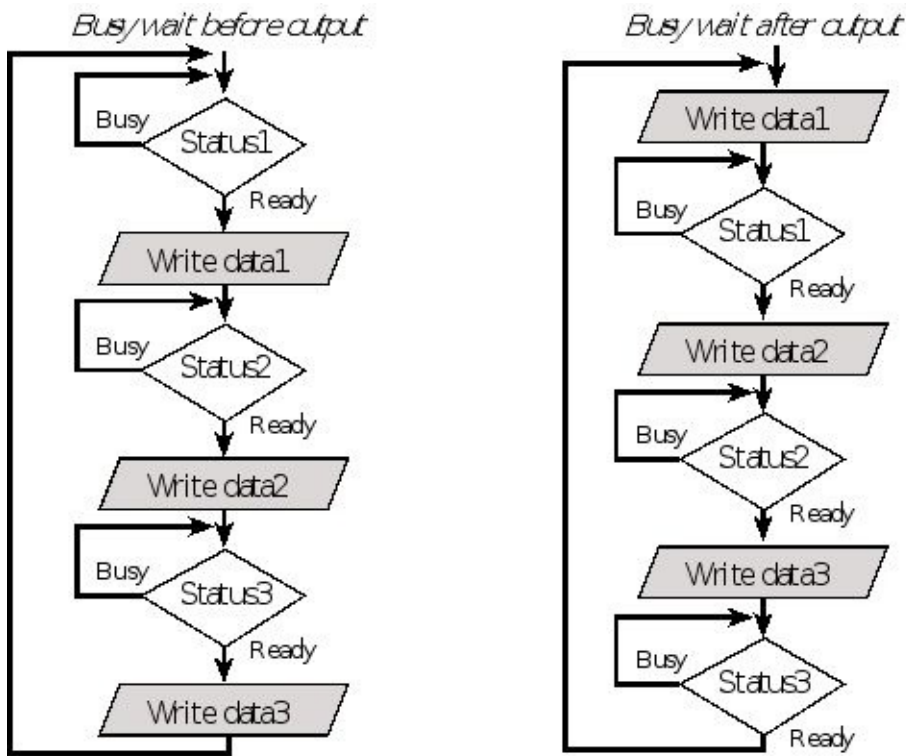 Busy wait before output
Busy
Status1
Ready
Write data1
Busy
Status2
Ready
Write data2
Busy
Status3
Ready
Write data3
Busy wait after output
Write data1
Busy
Status1
Ready
Write data2
Busy
Status2
Ready
Write data3
Busy
Status3
Ready